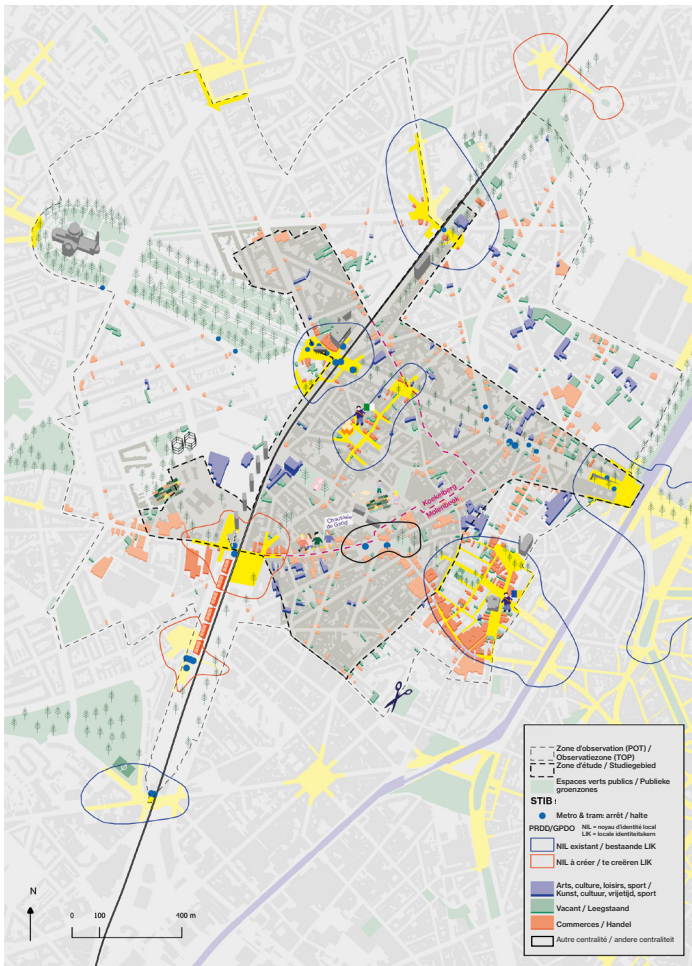 Koekelberg
Molenbeek
Chaussée
de Gand
N
0 100 400 m
Zone d'observation (POT) /
Observatiezone (TOP)
Zone d'étude / Studiegebied
Espaces verts publics / Publieke
groenzones
STIB :
Metro & tram: arrêt / halte
PRDD/GPDO NIL = noyau d'identité local
LIK = locale identiteitskern
NIL existant / bestaande LIK
NIL à créer / te creëren LIK
Arts, culture, loisirs, sport /
Kunst, cultuur, vrijetijd, sport
Vacant / Leegstaand
Commerces / Handel
Autre centralité / andere centraliteit